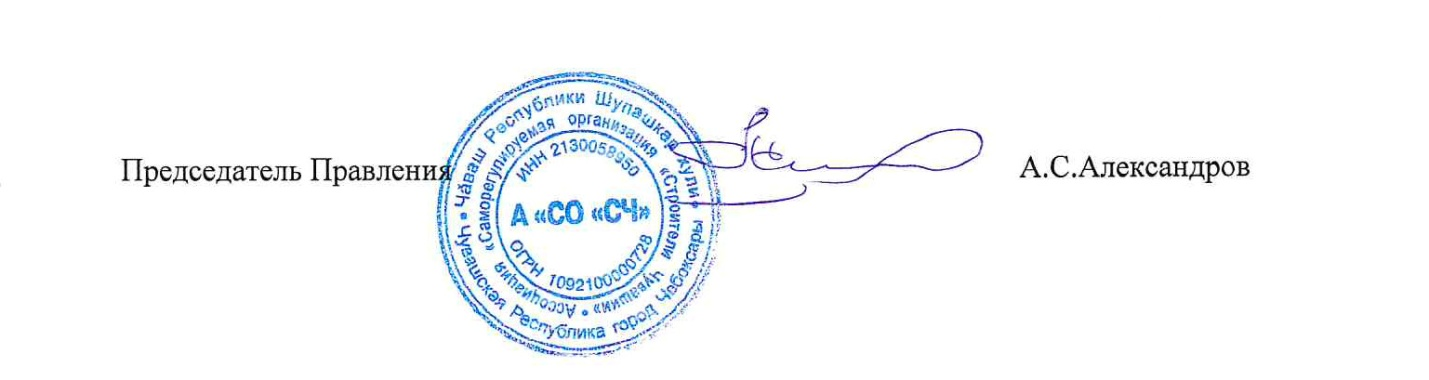 Председатель Правления
А.С.Александров
Чӑваш Республики Шупашкар хули • Чувашская Республика город Чебоксары •
Ассоциация «Саморегулируемая организация «Строители Чувашии» •
ИНН 2130058950
А «СО «СЧ»
ОГРН 1092100000728